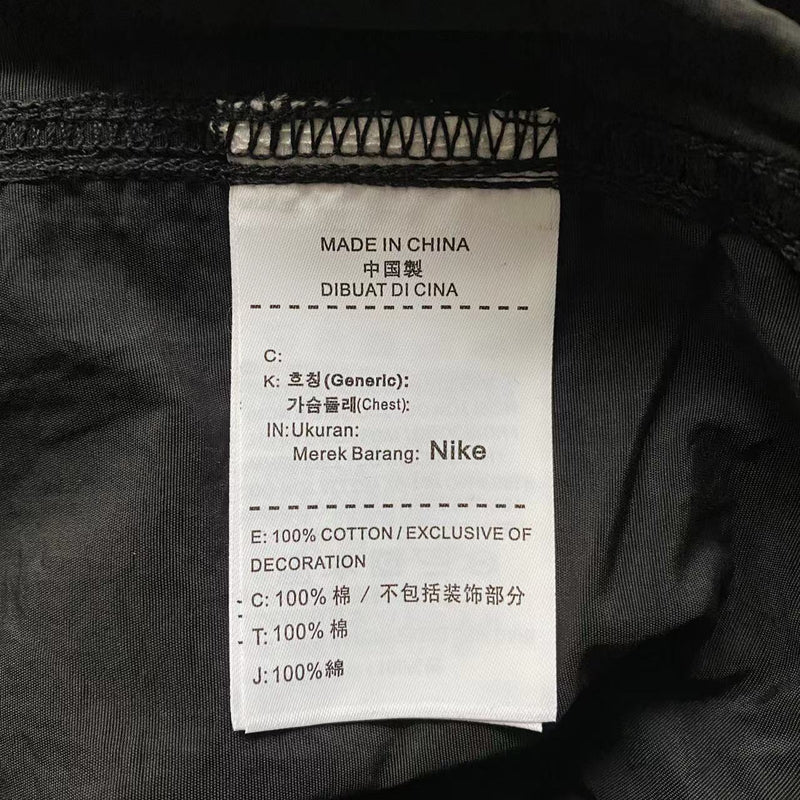 MADE IN CHINA
中国製
DIBUAT DI CINA
C:
K: 흐칭(Generic):
가슴둘레(Chest):
IN:Ukuran:
Merek Barang: Nike
E: 100% COTTON / EXCLUSIVE OF
DECORATION
C: 100% 棉 / 不包括装饰部分
T: 100% 棉
J: 100% 綿